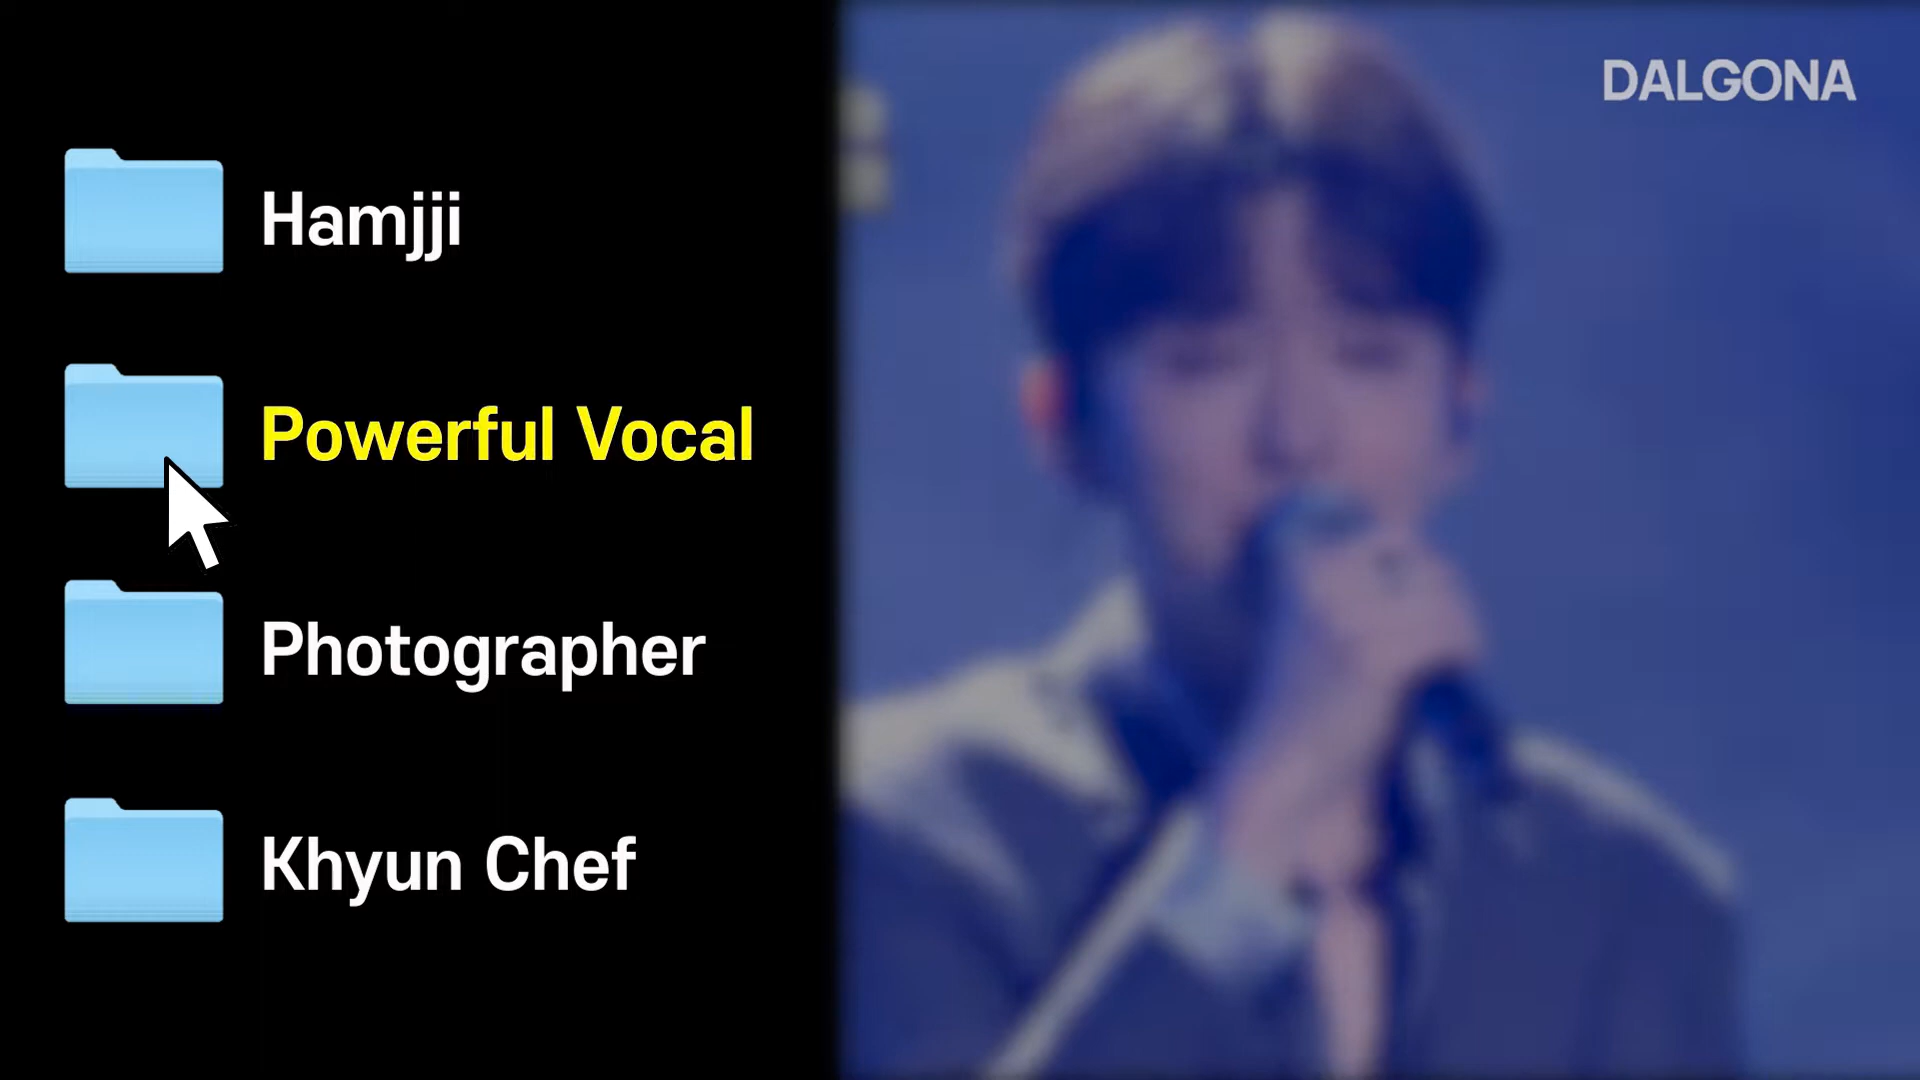 DALGONA
Hamjji
Powerful Vocal
Photographer
Khyun Chef